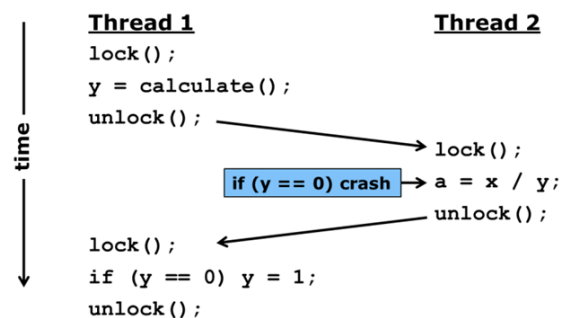 Thread 1
Thread 2
lock();
y = calculate();
unlock();
time
lock();
if (y == 0) crash
a = x / y;
unlock();
lock();
if (y == 0) y = 1;
unlock();